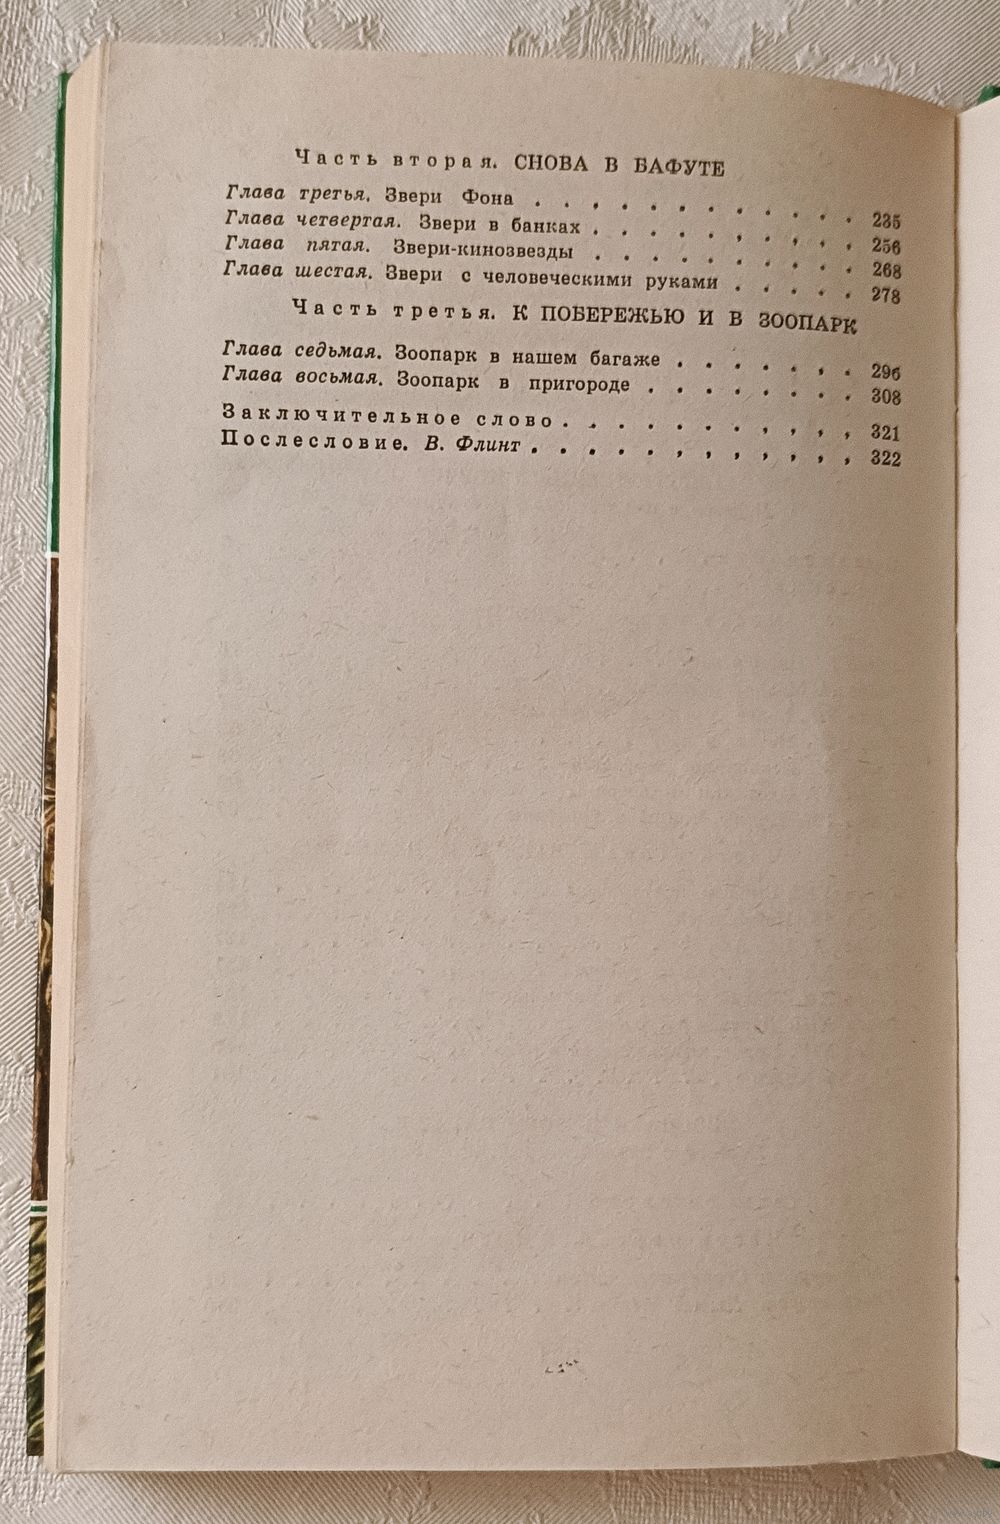 Часть вторая. СНОВА В БАФУТЕ
Глава третья. Звери Фона . . . . . . . . . . . . 235
Глава четвертая. Звери в банках . . . . . . . . . . 256
Глава пятая. Звери-кинозвезды . . . . . . . . . . 268
Глава шестая. Звери с человеческими руками . . . . . 278
Часть третья. К ПОБЕРЕЖЬЮ И В ЗООПАРК
Глава седьмая. Зоопарк в нашем багаже . . . . . . . 296
Глава восьмая. Зоопарк в пригороде . . . . . . . . 308
Заключительное слово . . . . . . . . . . . 321
Послесловие. В. Флинт . . . . . . . . . . . . 322